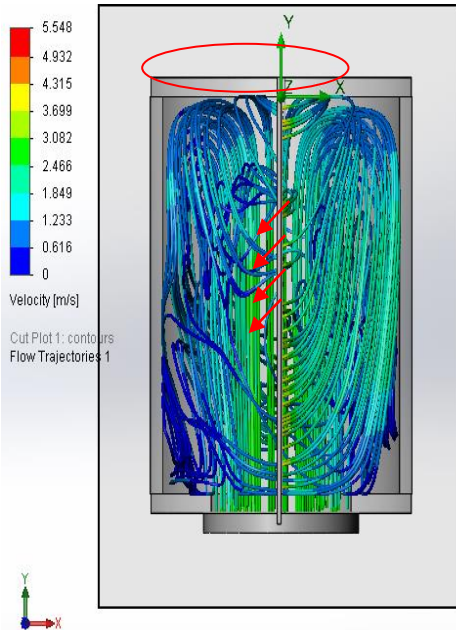 5.548
4.932
4.315
3.699
3.082
2.466
1.849
1.233
0.616
0
Velocity [m/s]
Cut Plot 1: contours
Flow Trajectories 1
Y
Z
X
Y
X